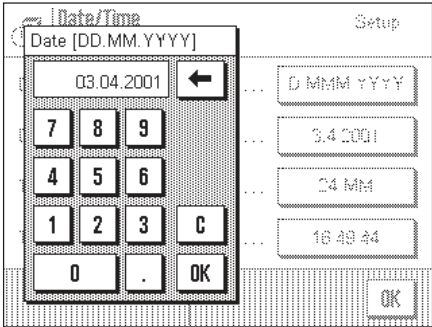 Date/Time
Setup
Date [DD.MM.YYYY]
03.04.2001
... D MMM YYYY
7 8 9
... 3.4.2001
4 5 6
... 24 MM
1 2 3 C
... 16 49 44
0 . OK
OK